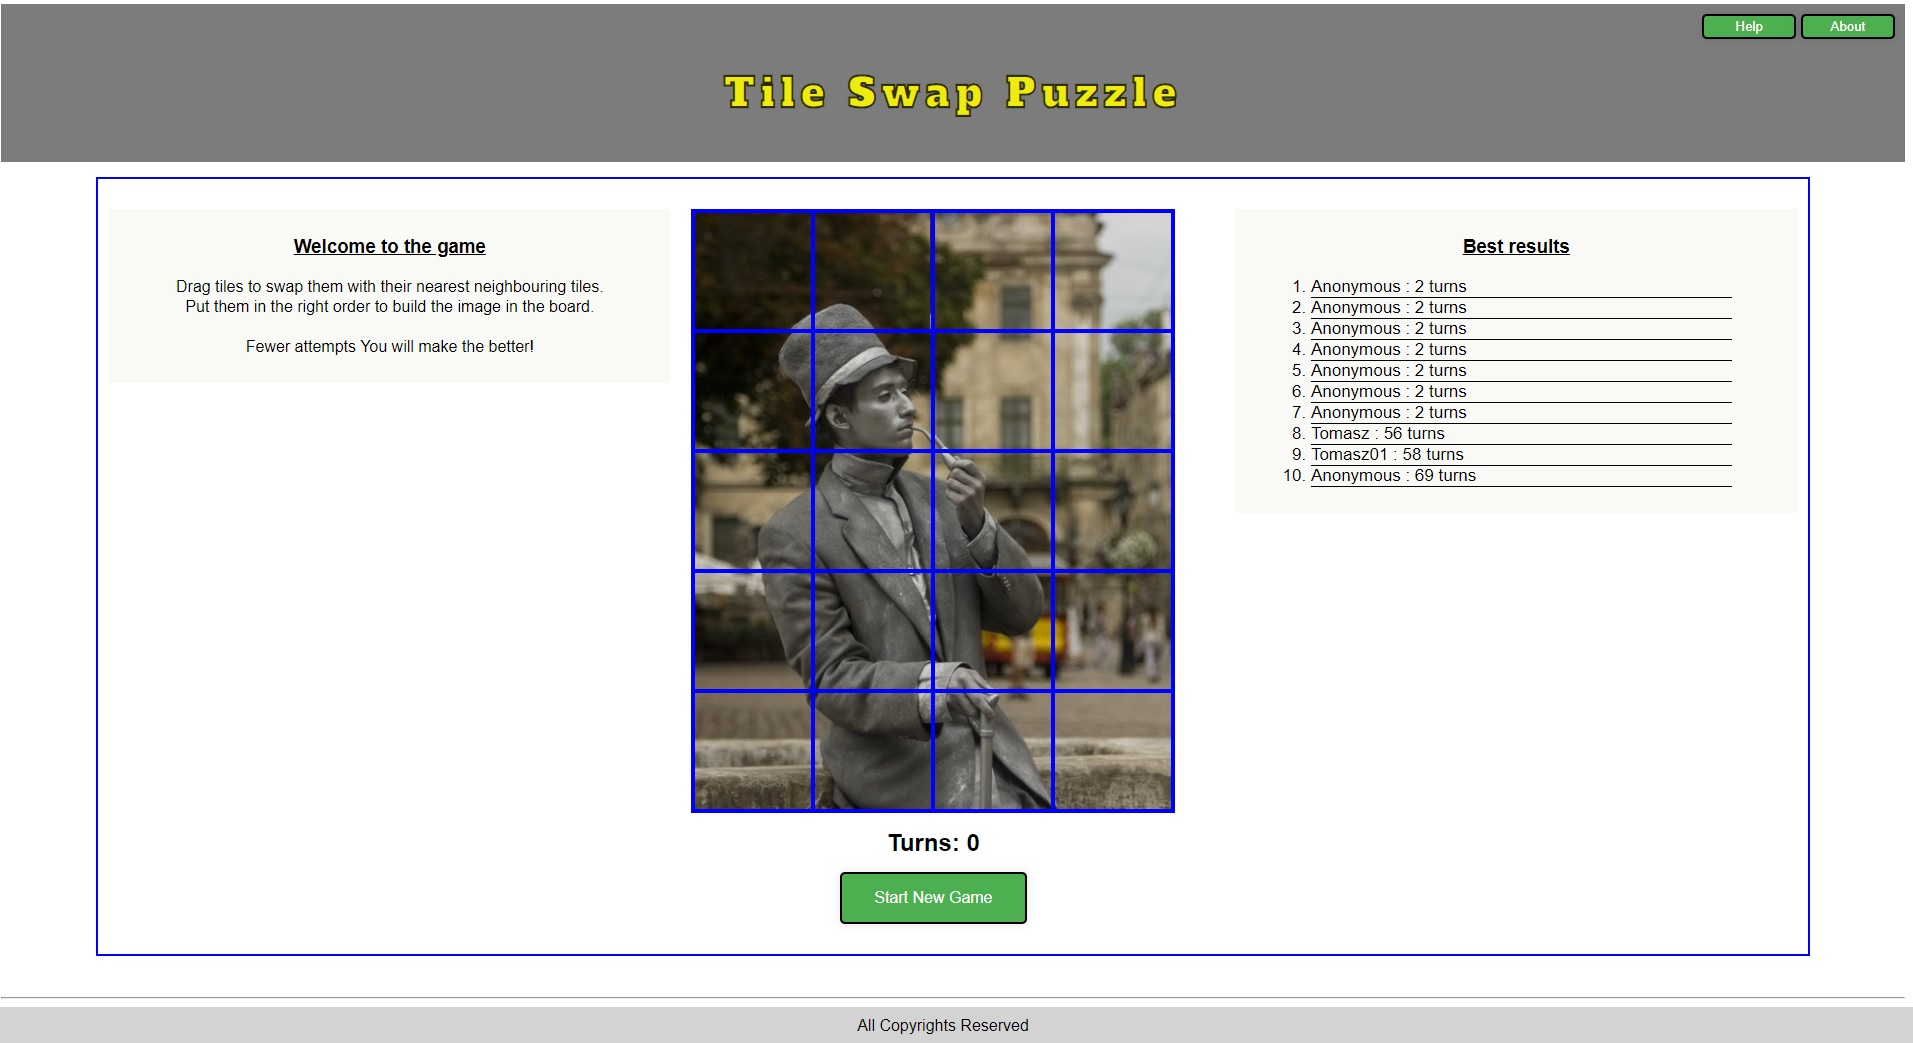 Help
About
Tile Swap Puzzle
Welcome to the game
Drag tiles to swap them with their nearest neighbouring tiles.
Put them in the right order to build the image in the board.
Fewer attempts You will make the better!
Turns: 0
Start New Game
Best results
1. Anonymous : 2 turns
2. Anonymous : 2 turns
3. Anonymous : 2 turns
4. Anonymous : 2 turns
5. Anonymous : 2 turns
6. Anonymous : 2 turns
7. Anonymous : 2 turns
8. Tomasz : 56 turns
9. Tomasz01 : 58 turns
10. Anonymous : 69 turns
All Copyrights Reserved